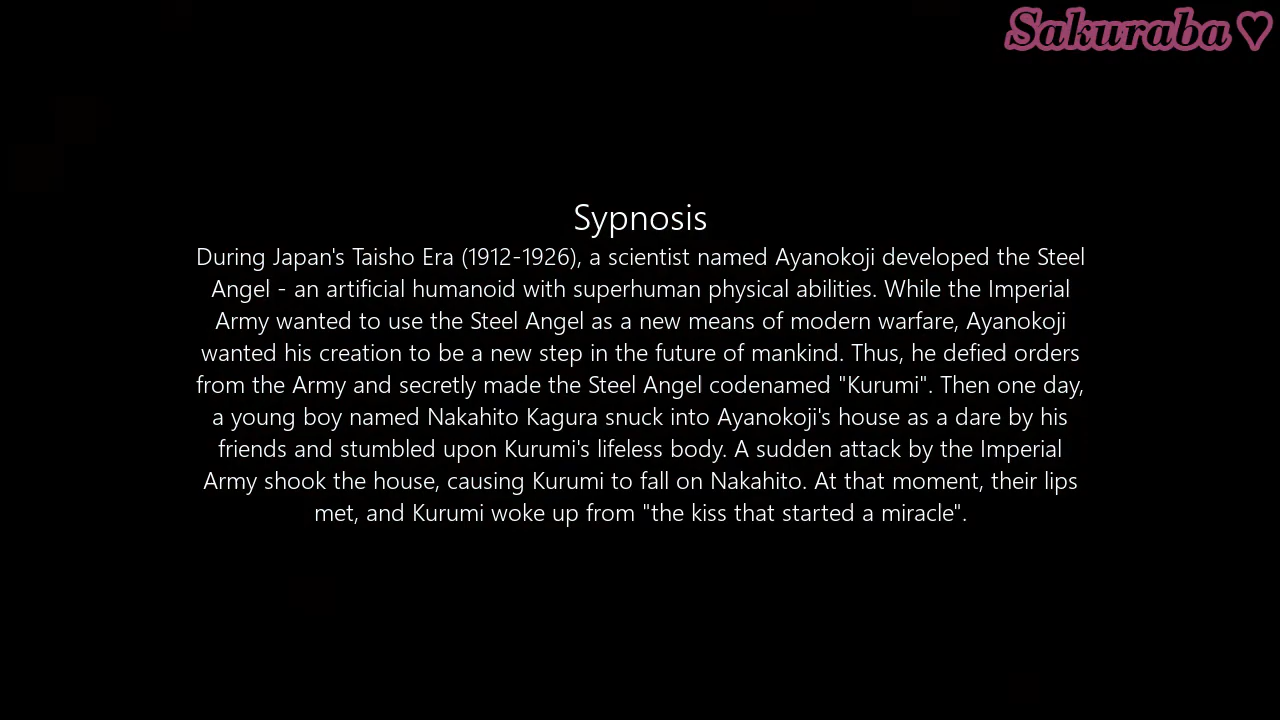 Sakuraba♡
Sypnosis
During Japan's Taisho Era (1912-1926), a scientist named Ayanokoji developed the Steel
Angel - an artificial humanoid with superhuman physical abilities. While the Imperial
Army wanted to use the Steel Angel as a new means of modern warfare, Ayanokoji
wanted his creation to be a new step in the future of mankind. Thus, he defied orders
from the Army and secretly made the Steel Angel codenamed "Kurumi". Then one day,
a young boy named Nakahito Kagura snuck into Ayanokoji's house as a dare by his
friends and stumbled upon Kurumi's lifeless body. A sudden attack by the Imperial
Army shook the house, causing Kurumi to fall on Nakahito. At that moment, their lips
met, and Kurumi woke up from "the kiss that started a miracle".